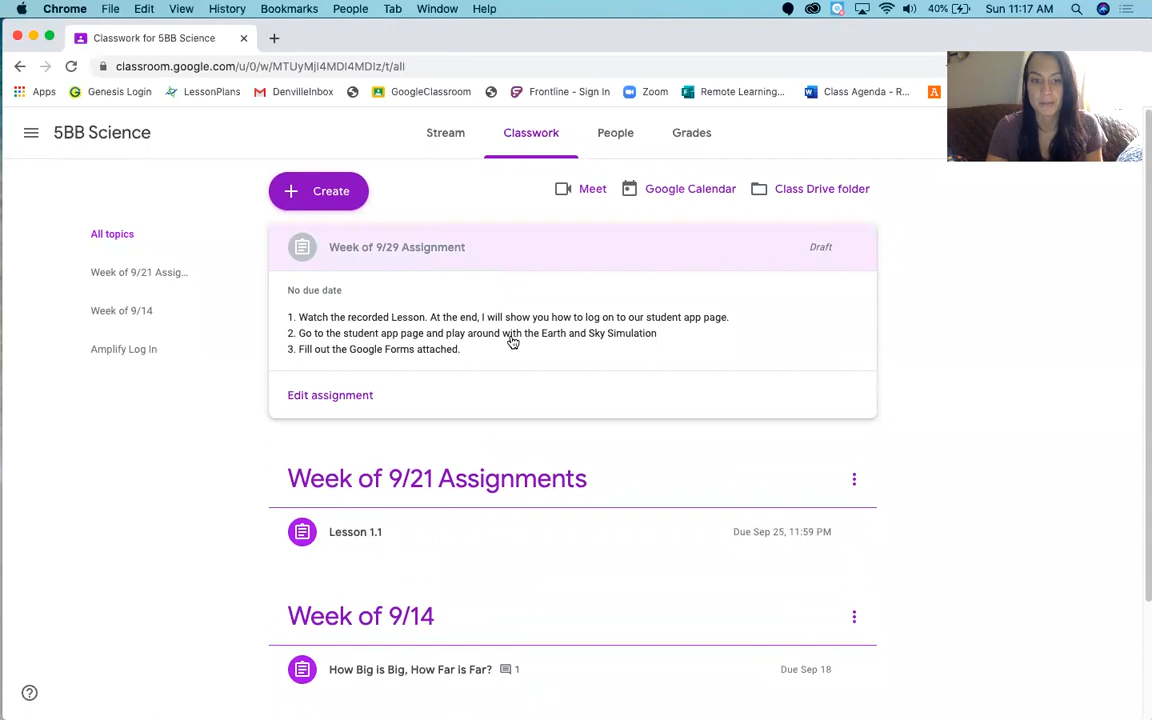 Chrome File Edit View History Bookmarks People Tab Window Help 40% Sun 11:17 AM
Classwork for 5BB Science
classroom.google.com/u/0/w/MTUyMjI4MDI4MDIz/t/all
Apps Genesis Login LessonPlans DenvilleInbox GoogleClassroom Frontline - Sign In Zoom Remote Learning... Class Agenda - R...
5BB Science Stream Classwork People Grades
Create Meet Google Calendar Class Drive folder
All topics
Week of 9/21 Assig...
Week of 9/14
Amplify Log In
Week of 9/29 Assignment Draft
No due date
1. Watch the recorded Lesson. At the end, I will show you how to log on to our student app page.
2. Go to the student app page and play around with the Earth and Sky Simulation
3. Fill out the Google Forms attached.
Edit assignment
Week of 9/21 Assignments
Lesson 1.1 Due Sep 25, 11:59 PM
Week of 9/14
How Big is Big, How Far is Far? 1 Due Sep 18